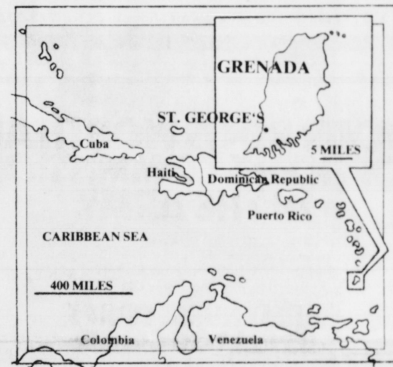 GRENADA
ST. GEORGE'S
5 MILES
Cuba
Haiti
Dominican Republic
Puerto Rico
CARIBBEAN SEA
400 MILES
Colombia
Venezuela